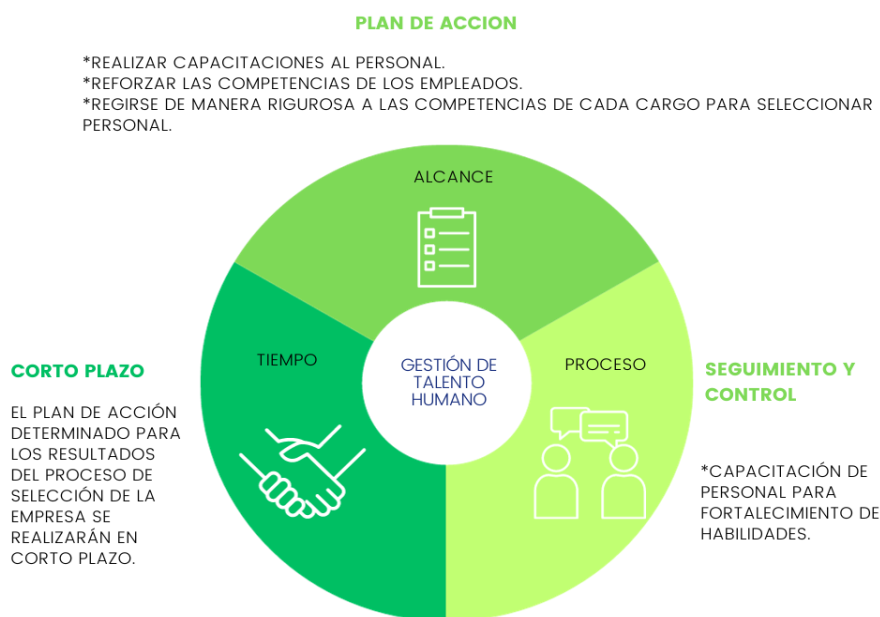 PLAN DE ACCION
*REALIZAR CAPACITACIONES AL PERSONAL.
*REFORZAR LAS COMPETENCIAS DE LOS EMPLEADOS.
*REGIRSE DE MANERA RIGUROSA A LAS COMPETENCIAS DE CADA CARGO PARA SELECCIONAR
PERSONAL.
ALCANCE
TIEMPO
GESTIÓN DE
TALENTO
HUMANO
PROCESO
CORTO PLAZO
EL PLAN DE ACCIÓN
DETERMINADO PARA
LOS RESULTADOS
DEL PROCESO DE
SELECCIÓN DE LA
EMPRESA SE
REALIZARÁN EN
CORTO PLAZO.
SEGUIMIENTO Y
CONTROL
*CAPACITACIÓN DE
PERSONAL PARA
FORTALECIMIENTO DE
HABILIDADES.